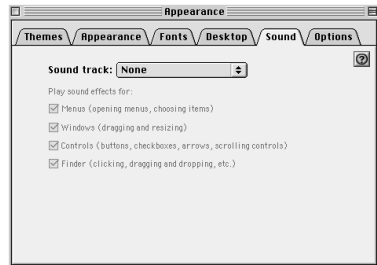 Appearance
Themes Appearance Fonts Desktop Sound Options
?
Sound track: None
Play sound effects for:
Menus (opening menus, choosing items)
Windows (dragging and resizing)
Controls (buttons, checkboxes, arrows, scrolling controls)
Finder (clicking, dragging and dropping, etc.)